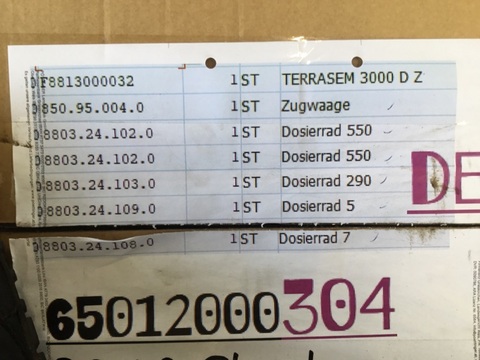 F8813000032 1 ST TERRASEM 3000 D Z
850.95.004.0 1 ST Zugwaage
8803.24.102.0 1 ST Dosierrad 550
8803.24.102.0 1 ST Dosierrad 550
8803.24.103.0 1 ST Dosierrad 290
8803.24.109.0 1 ST Dosierrad 5
DE
8803.24.108.0 1 ST Dosierrad 7
65012000304